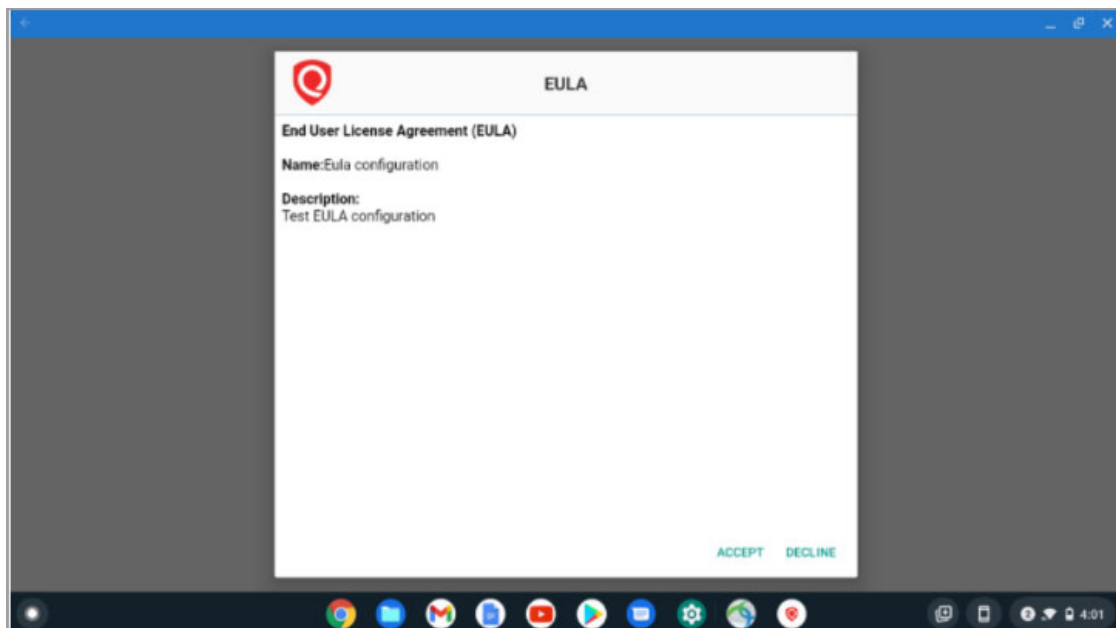 EULA
End User License Agreement (EULA)
Name:Eula configuration
Description:
Test EULA configuration
ACCEPT DECLINE
4:01